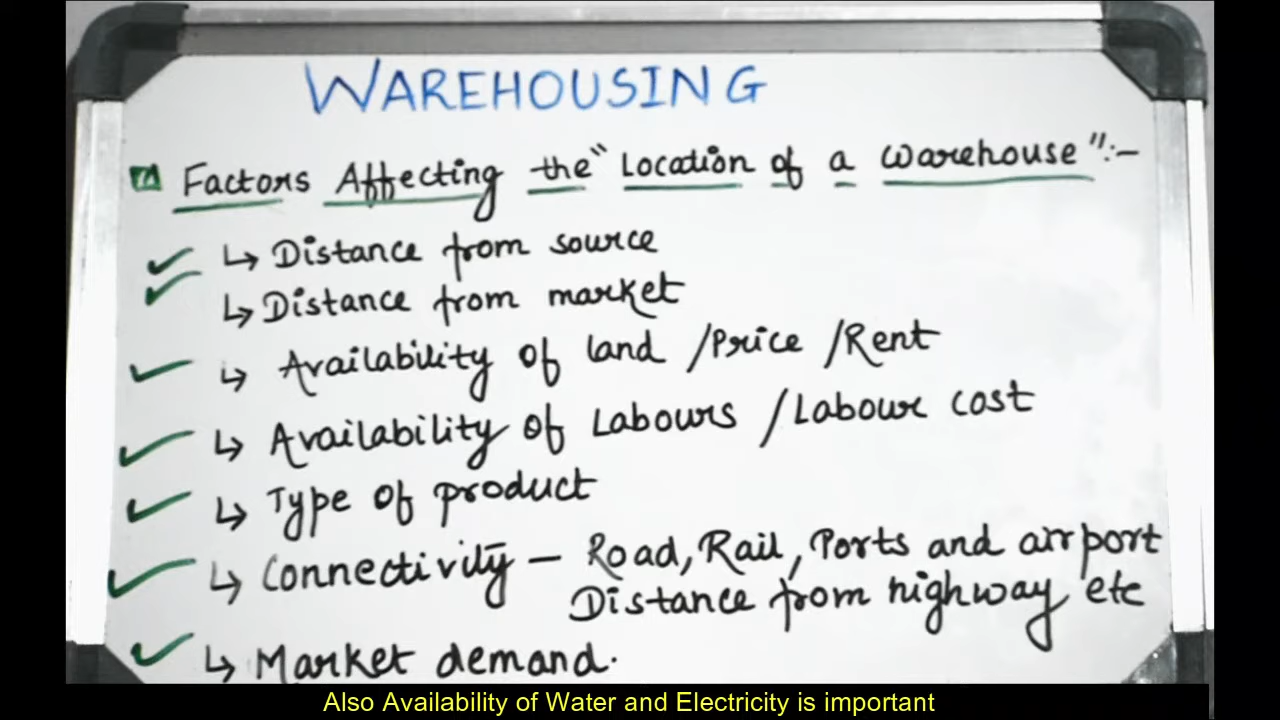 WAREHOUSING
Factors Affecting the "Location of a warehouse":-
↳ Distance from source
↳ Distance from market
↳ Availability of land /Price /Rent
↳ Availability of Labours /Labour cost
↳ Type of product
↳ Connectivity – Road, Rail, Ports and airport
Distance from highway etc
↳ Market demand.
Also Availability of Water and Electricity is important